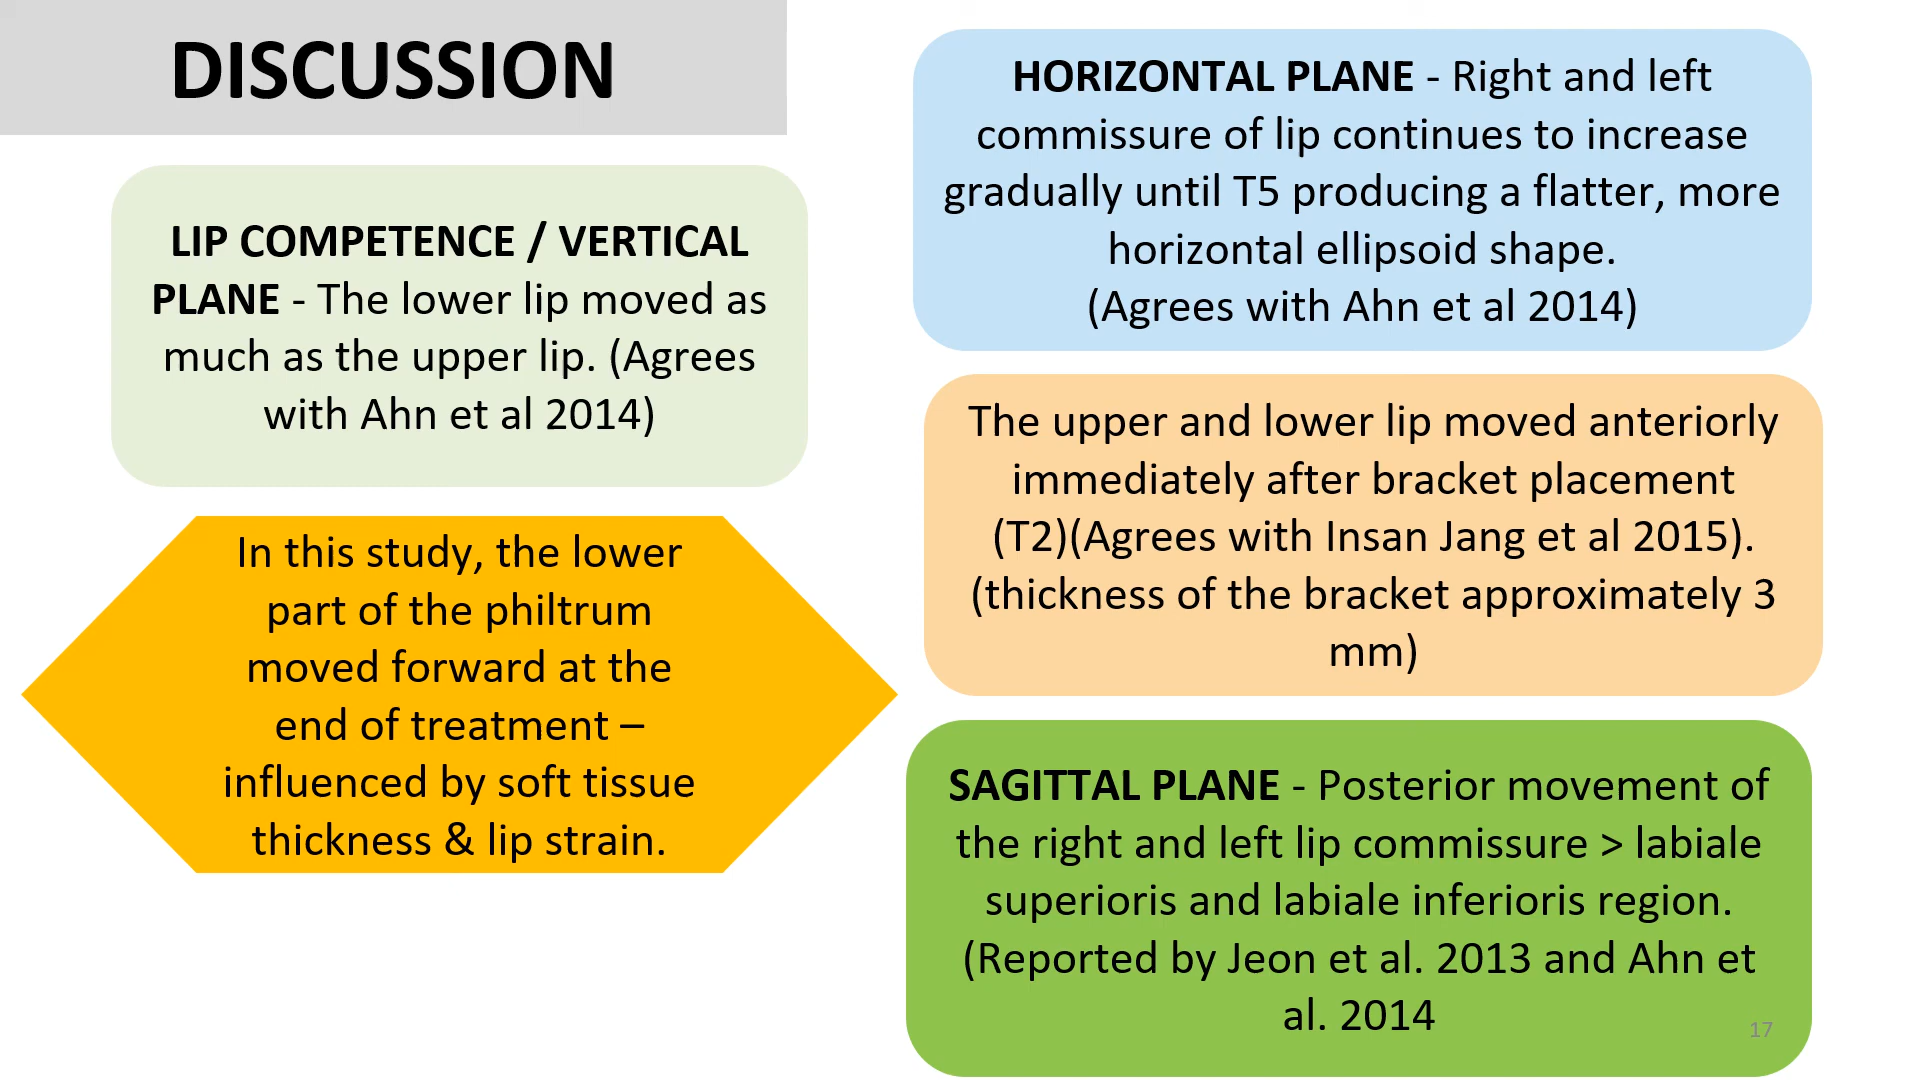 DISCUSSION
LIP COMPETENCE / VERTICAL
PLANE - The lower lip moved as
much as the upper lip. (Agrees
with Ahn et al 2014)
In this study, the lower
part of the philtrum
moved forward at the
end of treatment –
influenced by soft tissue
thickness & lip strain.
HORIZONTAL PLANE - Right and left
commissure of lip continues to increase
gradually until T5 producing a flatter, more
horizontal ellipsoid shape.
(Agrees with Ahn et al 2014)
The upper and lower lip moved anteriorly
immediately after bracket placement
(T2)(Agrees with Insan Jang et al 2015).
(thickness of the bracket approximately 3
mm)
SAGITTAL PLANE - Posterior movement of
the right and left lip commissure > labiale
superioris and labiale inferioris region.
(Reported by Jeon et al. 2013 and Ahn et
al. 2014
17